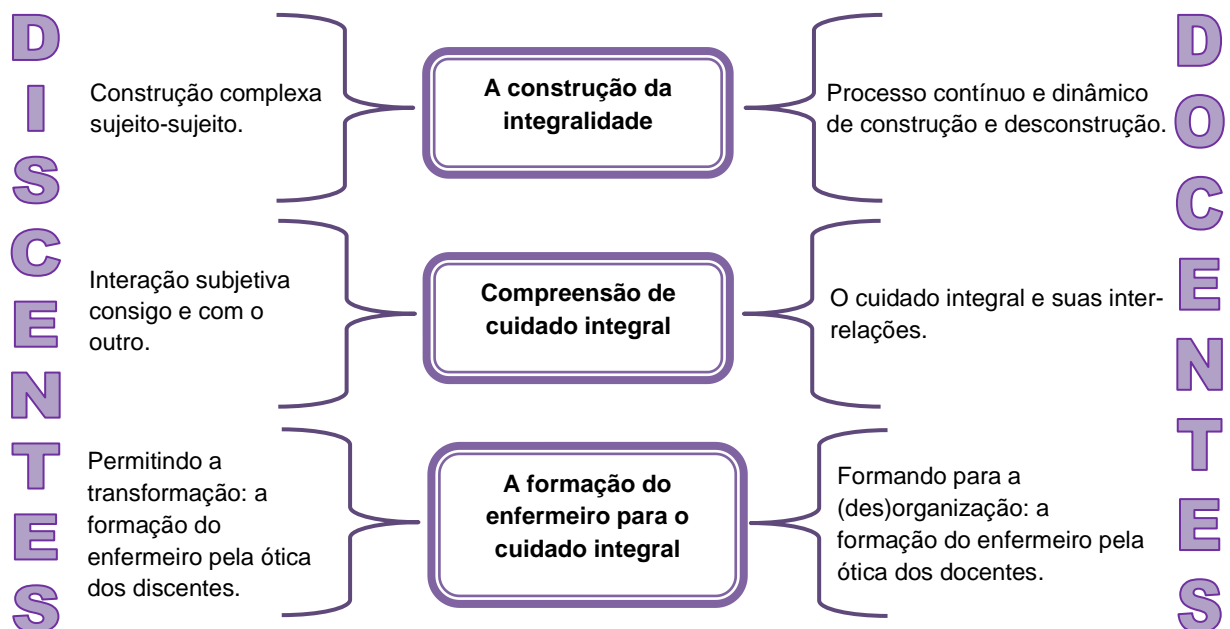 DISCENTES
Construção complexa
sujeito-sujeito.
A construção da
integralidade
Processo contínuo e dinâmico
de construção e desconstrução.
Interação subjetiva
consigo e com o
outro.
Compreensão de
cuidado integral
O cuidado integral e suas inter-
relações.
Permitindo a
transformação: a
formação do
enfermeiro pela ótica
dos discentes.
A formação do
enfermeiro para o
cuidado integral
Formando para a
(des)organização: a
formação do enfermeiro pela
ótica dos docentes.
DOCENTES